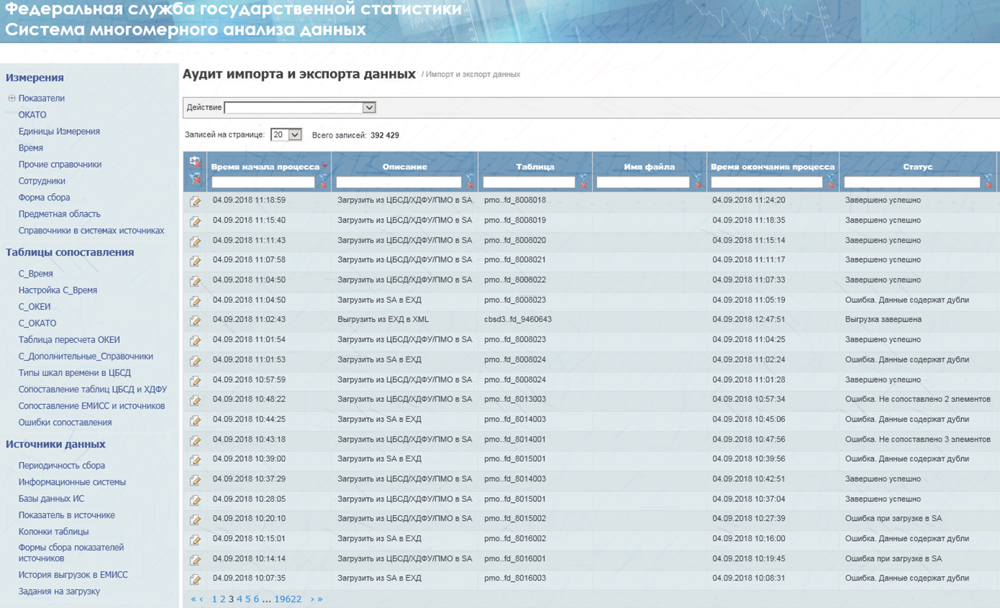 Федеральная служба государственной статистики
Система многомерного анализа данных
Измерения
Показатели
ОКАТО
Единицы Измерения
Время
Прочие справочники
Сотрудники
Форма сбора
Предметная область
Справочники в системах источниках
Таблицы сопоставления
С_Время
Настройка С_Время
С_ОКЕИ
С_ОКАТО
Таблица пересчета ОКЕИ
С_Дополнительные_Справочники
Типы шкал времени в ЦБСД
Сопоставление таблиц ЦБСД и ХДФУ
Сопоставление ЕМИСС и источников
Ошибки сопоставления
Источники данных
Периодичность сбора
Информационные системы
Базы данных ИС
Показатель в источнике
Колонки таблицы
Формы сбора показателей
источников
История выгрузок в ЕМИСС
Задания на загрузку
Аудит импорта и экспорта данных / Импорт и экспорт данных
Действие
Записей на странице: 20 Всего записей: 392 429
Время начала процесса Описание Таблица Имя файла Время окончания процесса Статус
04.09.2018 11:18:59 Загрузить из ЦБСД/ХДФУ/ПМО в SA pmo..fd_8008018 04.09.2018 11:24:20 Завершено успешно
04.09.2018 11:15:40 Загрузить из ЦБСД/ХДФУ/ПМО в SA pmo..fd_8008019 04.09.2018 11:18:35 Завершено успешно
04.09.2018 11:11:43 Загрузить из ЦБСД/ХДФУ/ПМО в SA pmo..fd_8008020 04.09.2018 11:15:14 Завершено успешно
04.09.2018 11:07:58 Загрузить из ЦБСД/ХДФУ/ПМО в SA pmo..fd_8008021 04.09.2018 11:11:17 Завершено успешно
04.09.2018 11:04:50 Загрузить из ЦБСД/ХДФУ/ПМО в SA pmo..fd_8008022 04.09.2018 11:07:33 Завершено успешно
04.09.2018 11:04:50 Загрузить из SA в ЕХД pmo..fd_8008023 04.09.2018 11:05:19 Ошибка. Данные содержат дубли
04.09.2018 11:02:43 Выгрузить из ЕХД в XML cbsd3..fd_9460643 04.09.2018 12:47:51 Выгрузка завершена
04.09.2018 11:01:54 Загрузить из ЦБСД/ХДФУ/ПМО в SA pmo..fd_8008023 04.09.2018 11:04:25 Завершено успешно
04.09.2018 11:01:53 Загрузить из SA в ЕХД pmo..fd_8008024 04.09.2018 11:02:24 Ошибка. Данные содержат дубли
04.09.2018 10:57:59 Загрузить из ЦБСД/ХДФУ/ПМО в SA pmo..fd_8008024 04.09.2018 11:01:28 Завершено успешно
04.09.2018 10:48:22 Загрузить из ЦБСД/ХДФУ/ПМО в SA pmo..fd_8013003 04.09.2018 10:57:34 Ошибка. Не сопоставлено 2 элементов
04.09.2018 10:44:25 Загрузить из SA в ЕХД pmo..fd_8014003 04.09.2018 10:45:06 Ошибка. Данные содержат дубли
04.09.2018 10:43:18 Загрузить из ЦБСД/ХДФУ/ПМО в SA pmo..fd_8014001 04.09.2018 10:47:56 Ошибка. Не сопоставлено 3 элементов
04.09.2018 10:39:00 Загрузить из SA в ЕХД pmo..fd_8015001 04.09.2018 10:39:56 Ошибка. Данные содержат дубли
04.09.2018 10:37:29 Загрузить из ЦБСД/ХДФУ/ПМО в SA pmo..fd_8014003 04.09.2018 10:42:51 Завершено успешно
04.09.2018 10:28:05 Загрузить из ЦБСД/ХДФУ/ПМО в SA pmo..fd_8015001 04.09.2018 10:37:04 Завершено успешно
04.09.2018 10:20:10 Загрузить из ЦБСД/ХДФУ/ПМО в SA pmo..fd_8015002 04.09.2018 10:27:39 Ошибка при загрузке в SA
04.09.2018 10:15:01 Загрузить из SA в ЕХД pmo..fd_8016002 04.09.2018 10:16:00 Ошибка. Данные содержат дубли
04.09.2018 10:14:14 Загрузить из ЦБСД/ХДФУ/ПМО в SA pmo..fd_8016001 04.09.2018 10:19:45 Ошибка при загрузке в SA
04.09.2018 10:07:35 Загрузить из SA в ЕХД pmo..fd_8016003 04.09.2018 10:08:31 Ошибка. Данные содержат дубли
« ‹ 1 2 3 4 5 6 ... 19622 › »